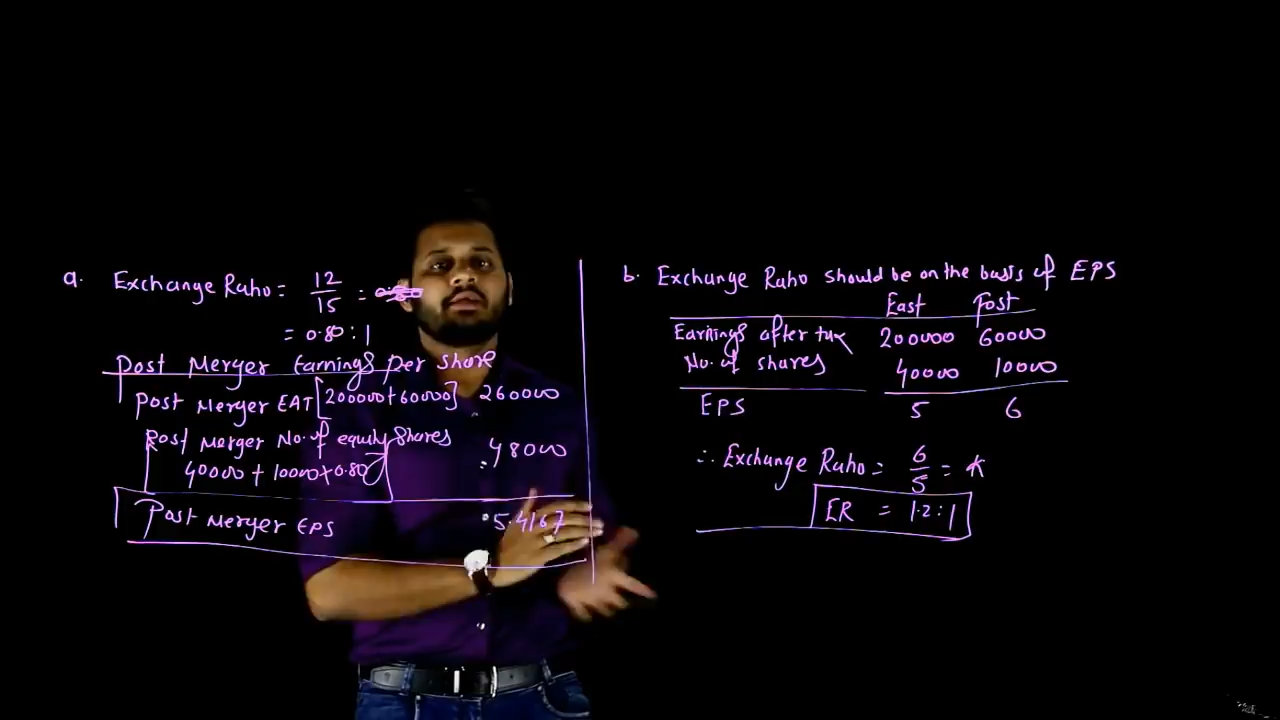 a. Exchange Ratio = 12/15 =
= 0.80 : 1
Post Merger Earnings per share
Post Merger EAT [200000+60000] 260000
Post Merger No. of equity shares 48000
40000 + 10000 x 0.80
Post Merger EPS 5.4167
b. Exchange Ratio should be on the basis of EPS
East Fost
Earnings after tax 200000 60000
No. of shares 40000 10000
EPS 5 6
∴ Exchange Ratio = 6/5 =
ER = 1.2 : 1